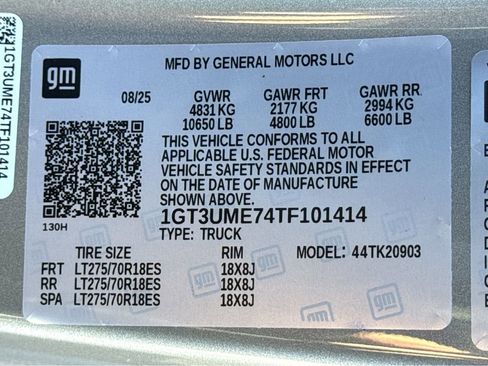 1GT3UME74TF101414
gm
MFD BY GENERAL MOTORS LLC
08/25 GVWR GAWR FRT GAWR RR
4831 KG 2177 KG 2994 KG
10650 LB 4800 LB 6600 LB
THIS VEHICLE CONFORMS TO ALL
APPLICABLE U.S. FEDERAL MOTOR
VEHICLE SAFETY STANDARDS IN EFFECT
ON THE DATE OF MANUFACTURE
SHOWN ABOVE.
1GT3UME74TF101414
130H
TYPE: TRUCK
TIRE SIZE RIM MODEL: 44TK20903
FRT LT275/70R18ES 18X8J
RR LT275/70R18ES 18X8J
SPA LT275/70R18ES 18X8J